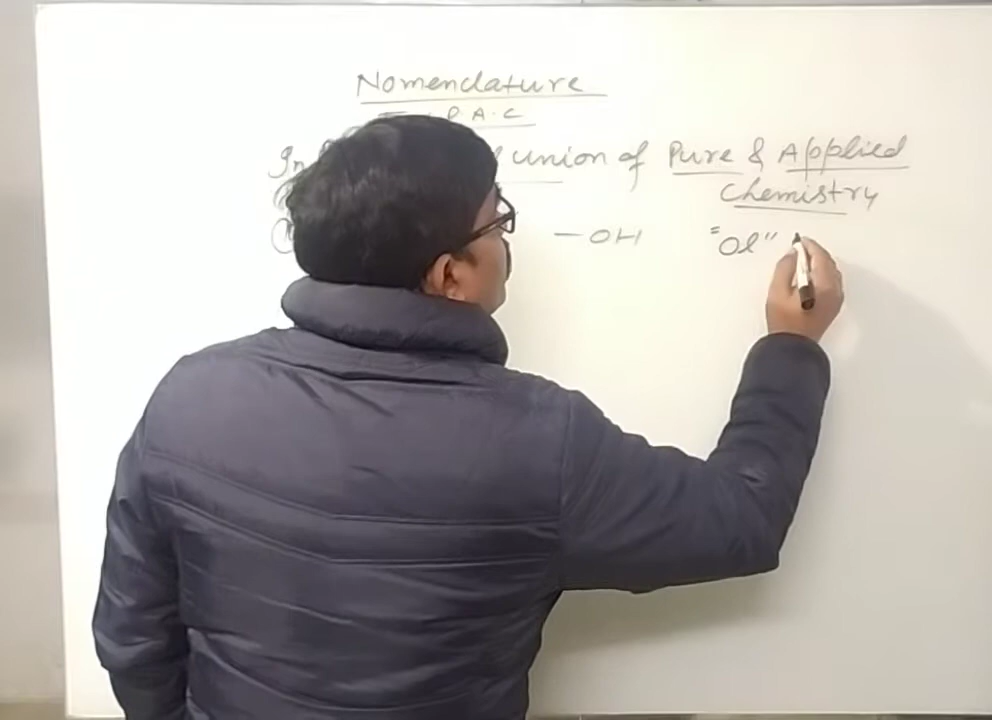 Nomenclature
P.A.C
union of Pure & Applied
Chemistry
—OH "Ol"